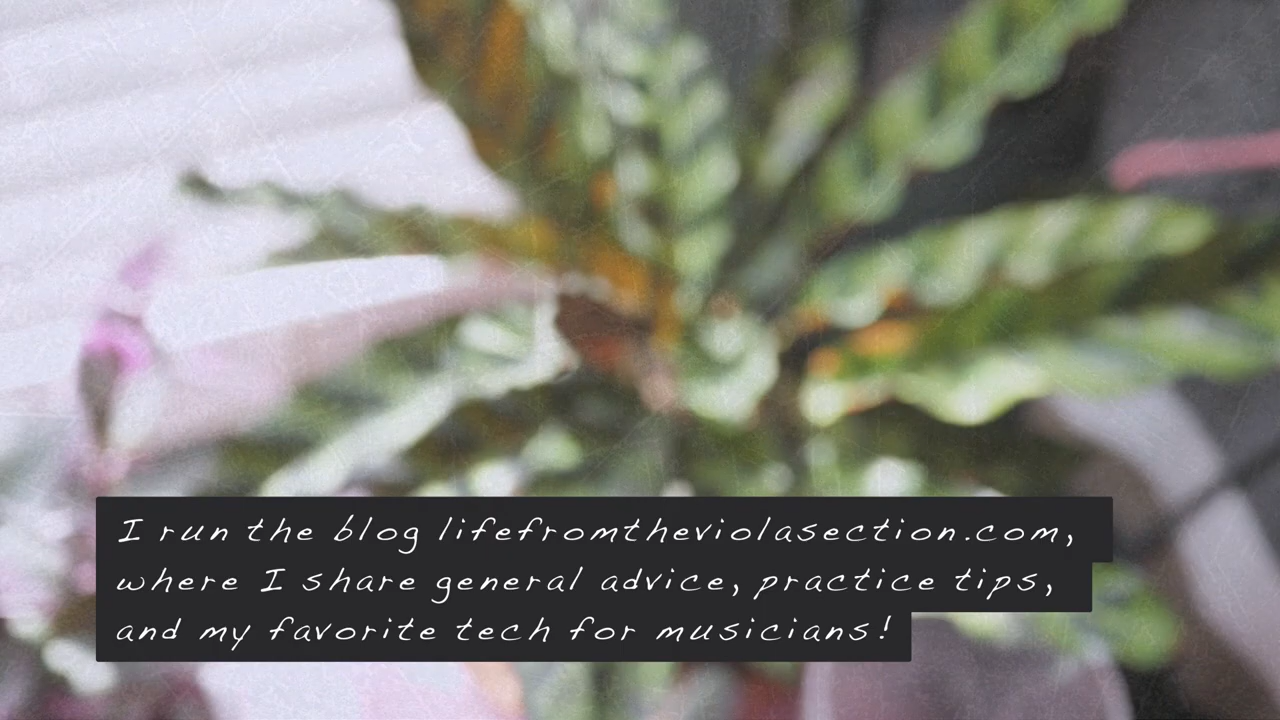 I run the blog lifefromtheviolasection.com,
where I share general advice, practice tips,
and my favorite tech for musicians!